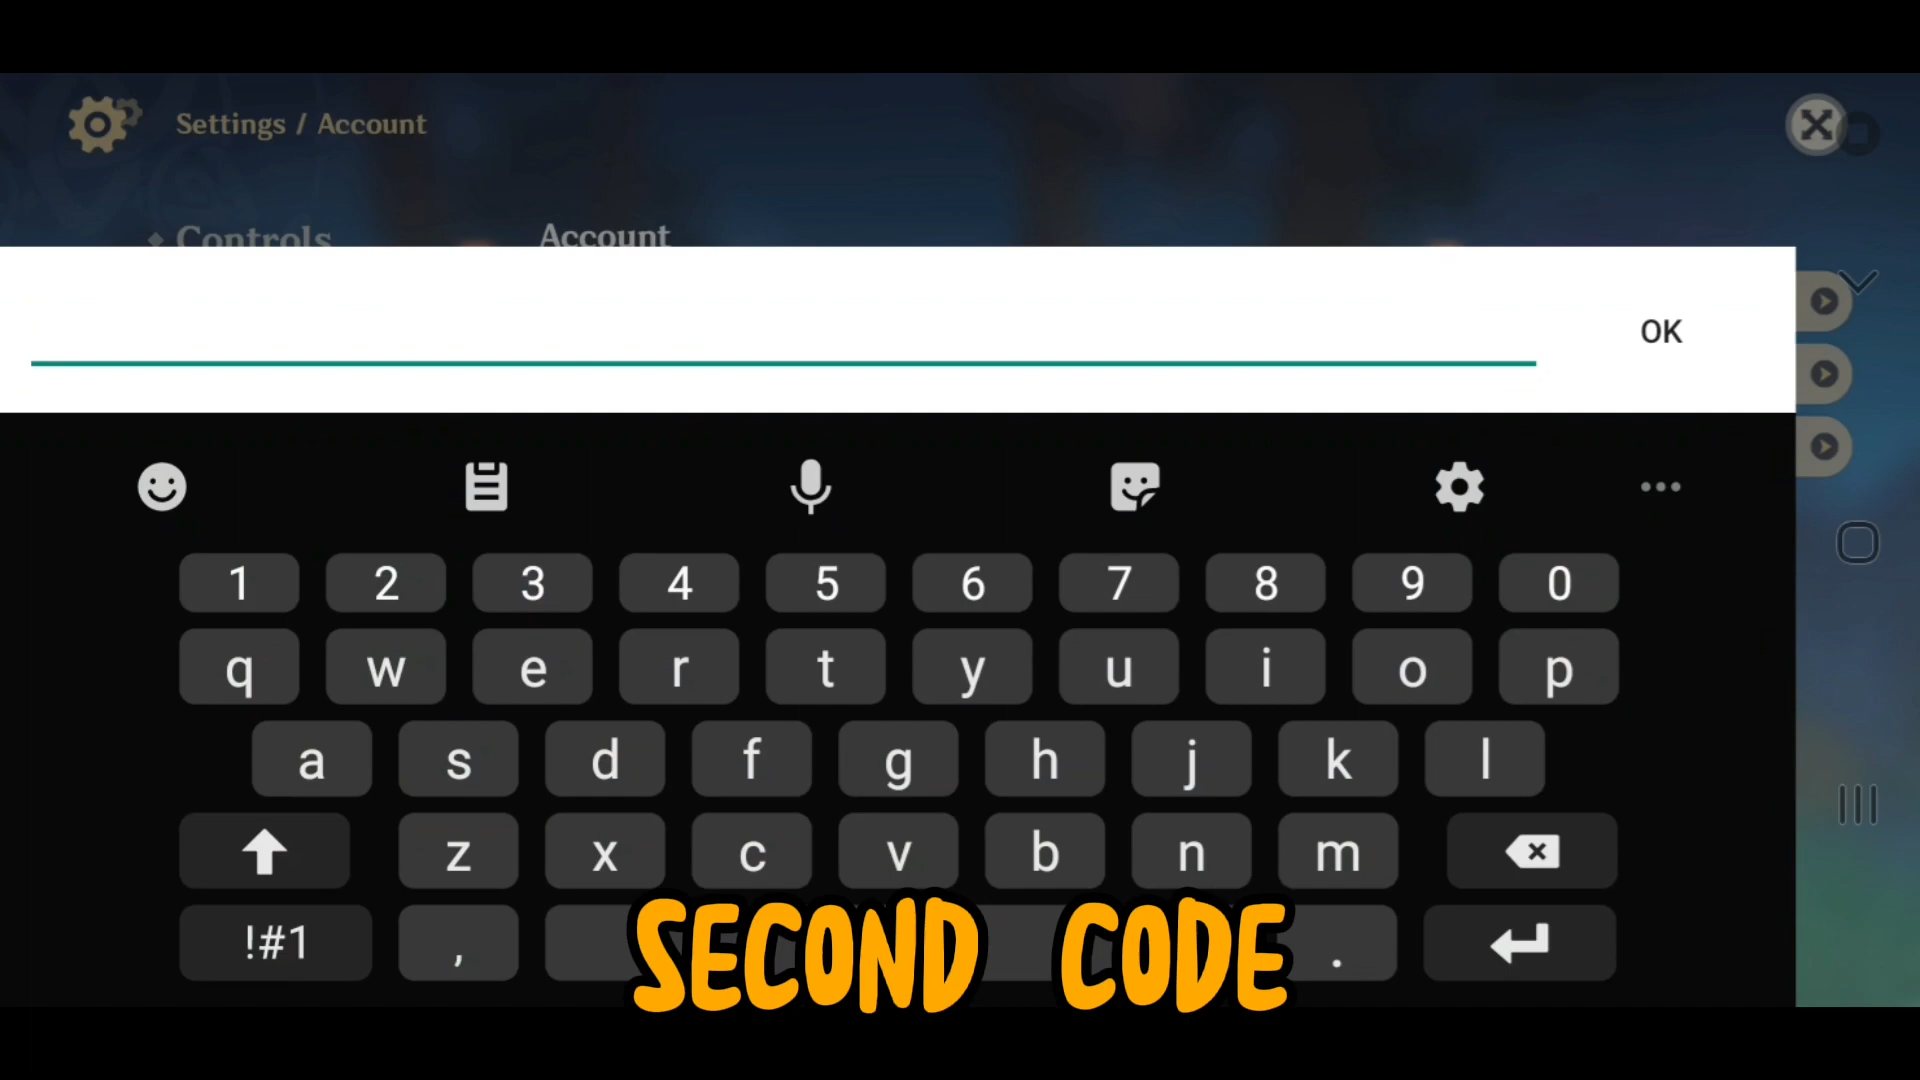 Settings / Account
Controls
Account
OK
1 2 3 4 5 6 7 8 9 0
q w e r t y u i o p
a s d f g h j k l
z x c v b n m
!#1 , .
SECOND CODE